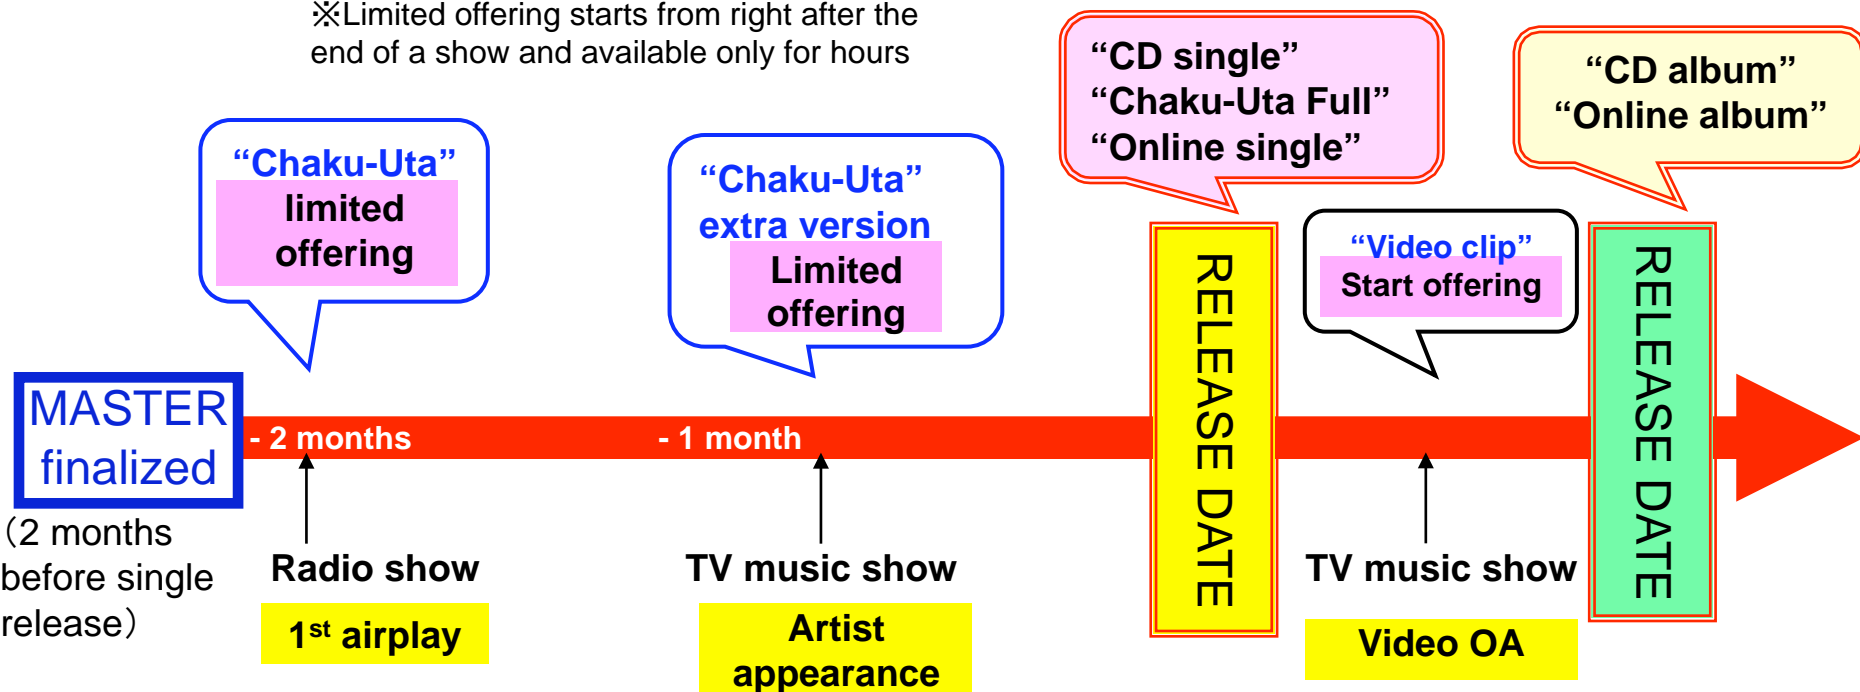 ※Limited offering starts from right after the
end of a show and available only for hours
“CD single”
“Chaku-Uta Full”
“Online single”
“CD album”
“Online album”
“Chaku-Uta”
limited
offering
“Chaku-Uta”
extra version
Limited
offering
“Video clip”
Start offering
MASTER
finalized
- 2 months
- 1 month
RELEASE DATE
RELEASE DATE
（2 months
before single
release）
Radio show
1st airplay
TV music show
Artist
appearance
TV music show
Video OA